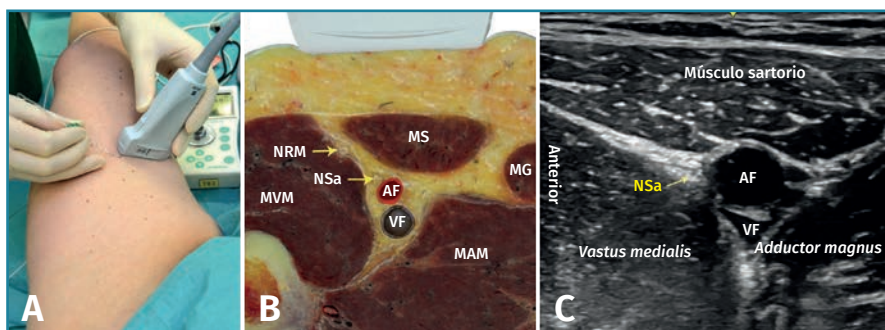 A
NRM
MS
NSa
AF
MG
MVM
VF
MAM
B
Músculo sartorio
Anterior
NSa
AF
VF
Vastus medialis
Adductor magnus
C